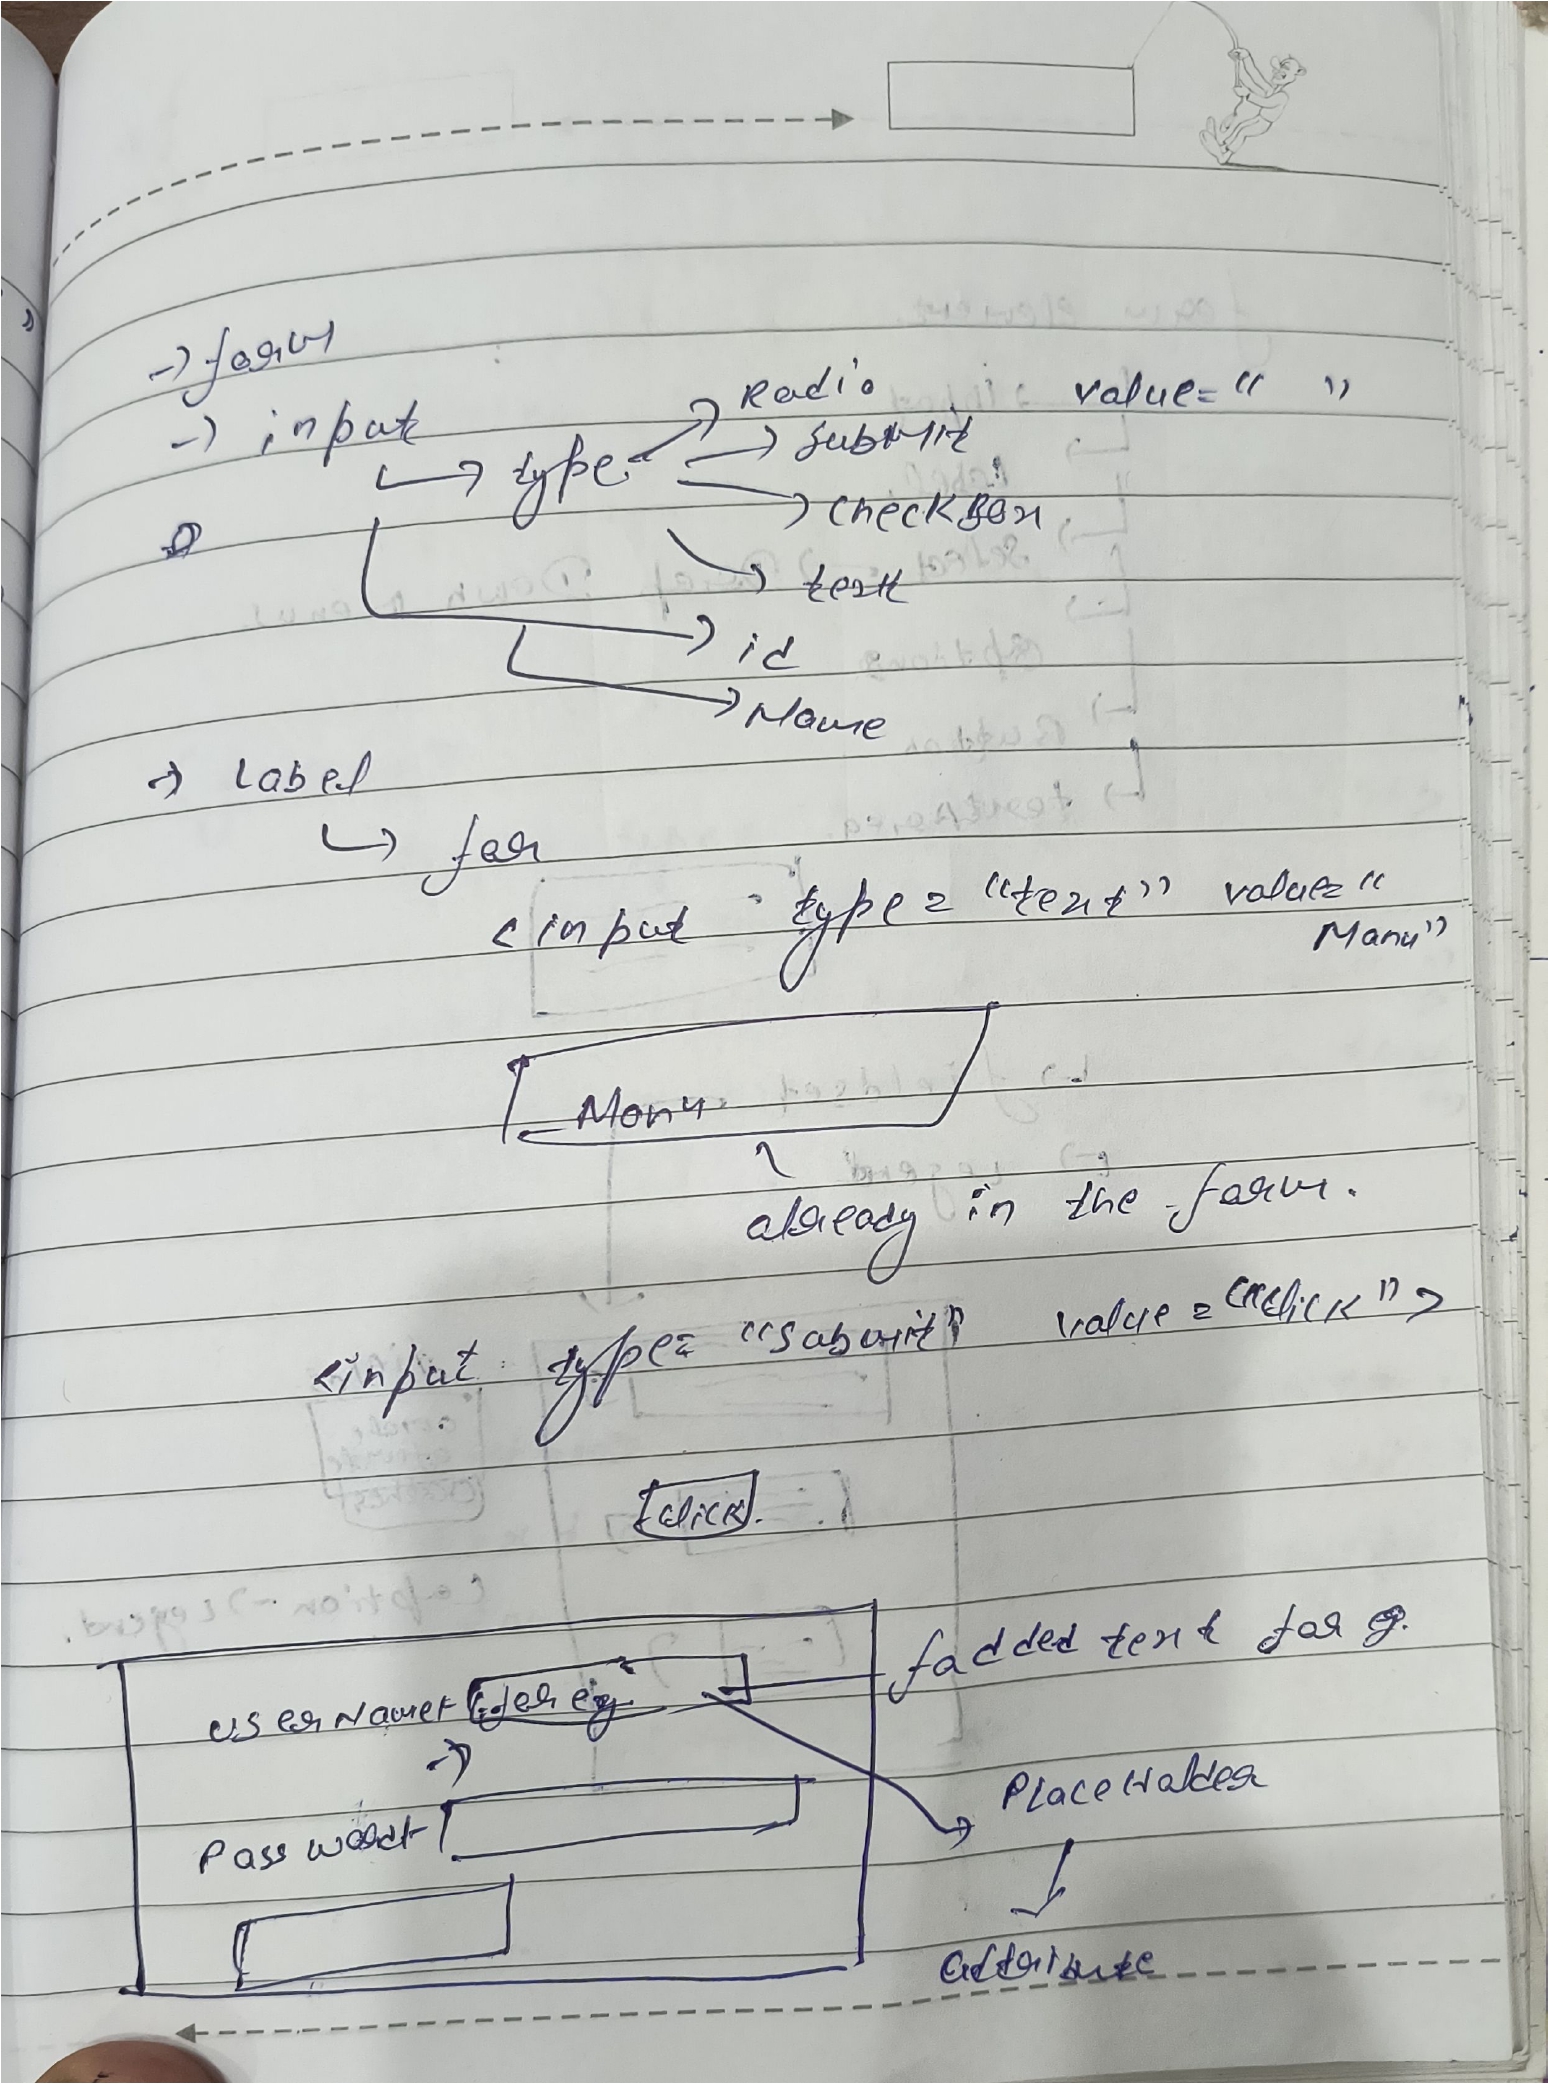 -> form
-> input
-> type
-> Radio value=" "
-> submit
-> checkBox
-> text
-> id
-> Name
-> Label
-> for
<input type="text" value="
Manu"
Manu
already in the form.
<input type="submit" value="click">
click
UserName+
for eg
fadded text for g.
->
Password+
PlaceHolder
attribute